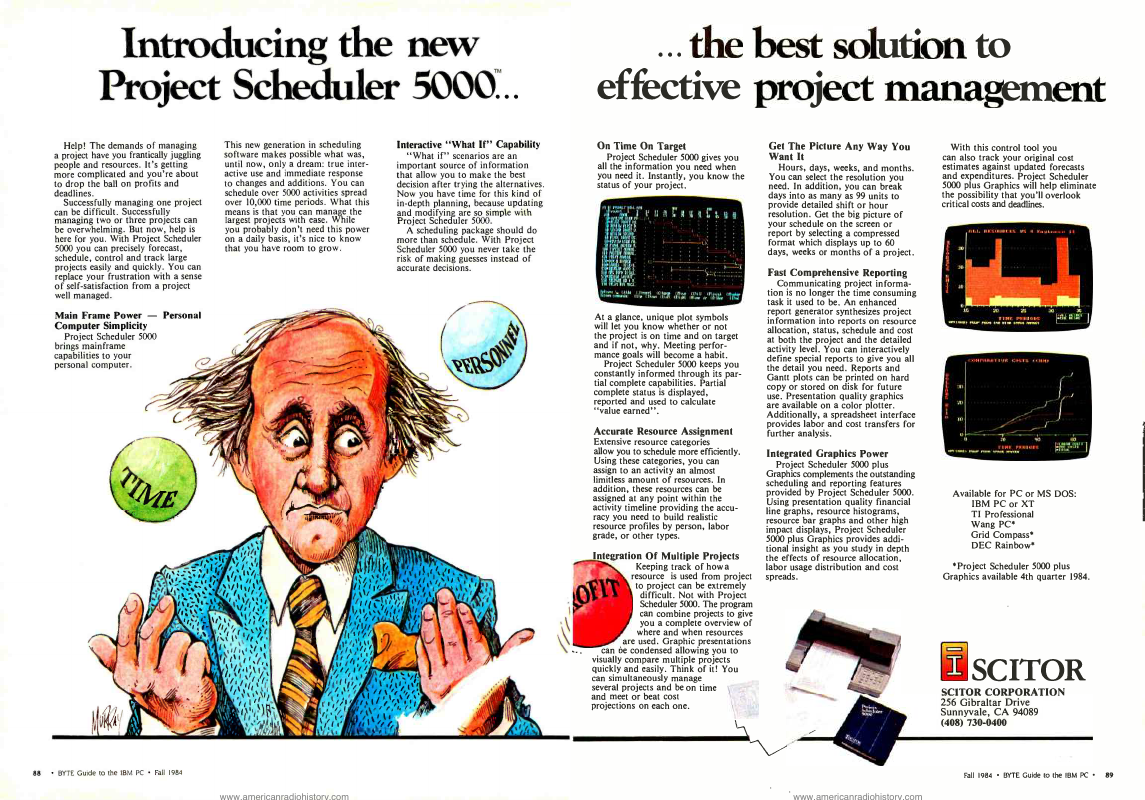 Introducing the new
Project Scheduler 5000™...
Help! The demands of managing
a project have you frantically juggling
people and resources. It's getting
more complicated and you're about
to drop the ball on profits and
deadlines.
Successfully managing one project
can be difficult. Successfully
managing two or three projects can
be overwhelming. But now, help is
here for you. With Project Scheduler
5000 you can precisely forecast,
schedule, control and track large
projects easily and quickly. You can
replace your frustration with a sense
of self-satisfaction from a project
well managed.
Main Frame Power — Personal
Computer Simplicity
Project Scheduler 5000
brings mainframe
capabilities to your
personal computer.
This new generation in scheduling
software makes possible what was,
until now, only a dream: true inter-
active use and immediate response
to changes and additions. You can
schedule over 5000 activities spread
over 10,000 time periods. What this
means is that you can manage the
largest projects with ease. While
you probably don't need this power
on a daily basis, it's nice to know
that you have room to grow.
Interactive "What If" Capability
"What if" scenarios are an
important source of information
that allow you to make the best
decision after trying the alternatives.
Now you have time for this kind of
in-depth planning, because updating
and modifying are so simple with
Project Scheduler 5000.
A scheduling package should do
more than schedule. With Project
Scheduler 5000 you never take the
risk of making guesses instead of
accurate decisions.
TIME
PERSONNEL
MURRAY
88 • BYTE Guide to the IBM PC • Fall 1984
www.americanradiohistory.com
...the best solution to
effective project management
On Time On Target
Project Scheduler 5000 gives you
all the information you need when
you need it. Instantly, you know the
status of your project.
At a glance, unique plot symbols
will let you know whether or not
the project is on time and on target
and if not, why. Meeting perfor-
mance goals will become a habit.
Project Scheduler 5000 keeps you
constantly informed through its par-
tial complete capabilities. Partial
complete status is displayed,
reported and used to calculate
"value earned".
Accurate Resource Assignment
Extensive resource categories
allow you to schedule more efficiently.
Using these categories, you can
assign to an activity an almost
limitless amount of resources. In
addition, these resources can be
assigned at any point within the
activity timeline providing the accu-
racy you need to build realistic
resource profiles by person, labor
grade, or other types.
Integration Of Multiple Projects
Keeping track of how a
resource is used from project
to project can be extremely
difficult. Not with Project
Scheduler 5000. The program
can combine projects to give
you a complete overview of
where and when resources
are used. Graphic presentations
can be condensed allowing you to
visually compare multiple projects
quickly and easily. Think of it! You
can simultaneously manage
several projects and be on time
and meet or beat cost
projections on each one.
OFIT
Get The Picture Any Way You
Want It
Hours, days, weeks, and months.
You can select the resolution you
need. In addition, you can break
days into as many as 99 units to
provide detailed shift or hour
resolution. Get the big picture of
your schedule on the screen or
report by selecting a compressed
format which displays up to 60
days, weeks or months of a project.
Fast Comprehensive Reporting
Communicating project informa-
tion is no longer the time consuming
task it used to be. An enhanced
report generator synthesizes project
information into reports on resource
allocation, status, schedule and cost
at both the project and the detailed
activity level. You can interactively
define special reports to give you all
the detail you need. Reports and
Gantt plots can be printed on hard
copy or stored on disk for future
use. Presentation quality graphics
are available on a color plotter.
Additionally, a spreadsheet interface
provides labor and cost transfers for
further analysis.
Integrated Graphics Power
Project Scheduler 5000 plus
Graphics complements the outstanding
scheduling and reporting features
provided by Project Scheduler 5000.
Using presentation quality financial
line graphs, resource histograms,
resource bar graphs and other high
impact displays, Project Scheduler
5000 plus Graphics provides addi-
tional insight as you study in depth
the effects of resource allocation,
labor usage distribution and cost
spreads.
With this control tool you
can also track your original cost
estimates against updated forecasts
and expenditures. Project Scheduler
5000 plus Graphics will help eliminate
the possibility that you'll overlook
critical costs and deadlines.
TIME PERIODS
TIME PERIODS
Available for PC or MS DOS:
IBM PC or XT
TI Professional
Wang PC*
Grid Compass*
DEC Rainbow*
*Project Scheduler 5000 plus
Graphics available 4th quarter 1984.
Project
Scheduler
5000
SCITOR
SCITOR
SCITOR CORPORATION
256 Gibraltar Drive
Sunnyvale, CA 94089
(408) 730-0400
Fall 1984 • BYTE Guide to the IBM PC • 89
www.americanradiohistory.com